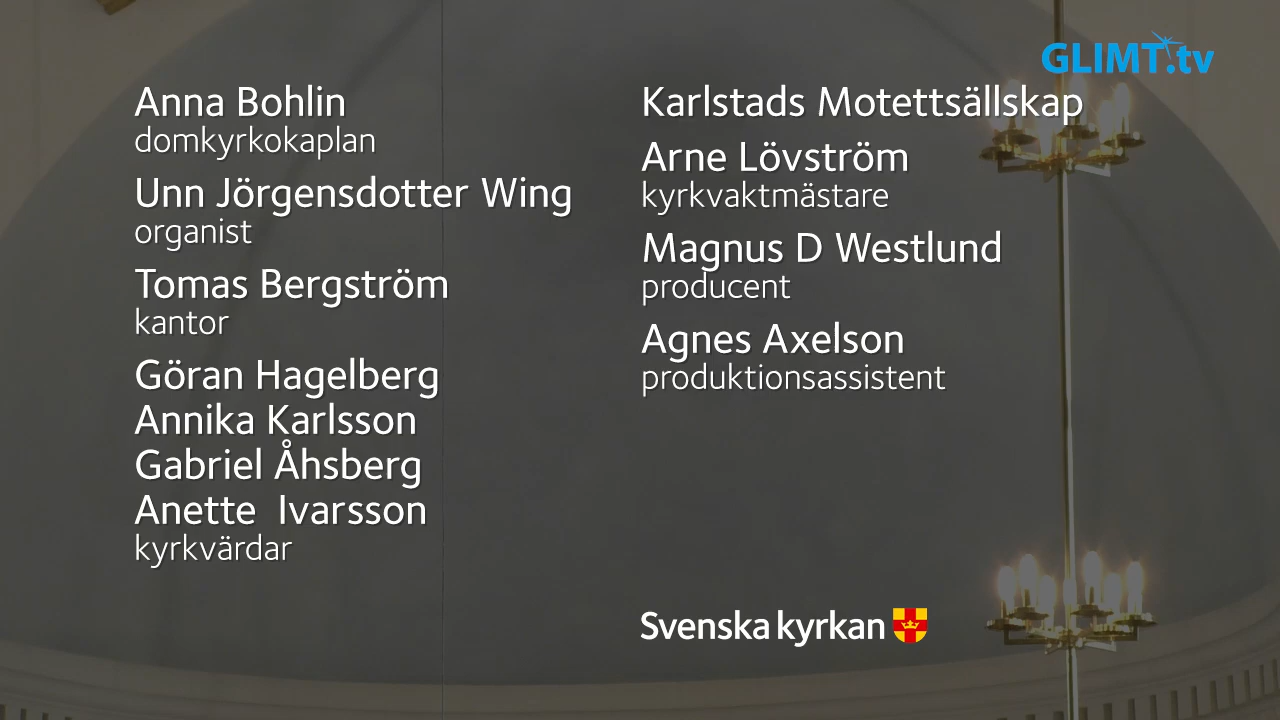 GLIMT.tv
Anna Bohlin
domkyrkokaplan
Unn Jörgensdotter Wing
organist
Tomas Bergström
kantor
Göran Hagelberg
Annika Karlsson
Gabriel Åhsberg
Anette  Ivarsson
kyrkvärdar
Karlstads Motettsällskap
Arne Lövström
kyrkvaktmästare
Magnus D Westlund
producent
Agnes Axelson
produktionsassistent
Svenska kyrkan